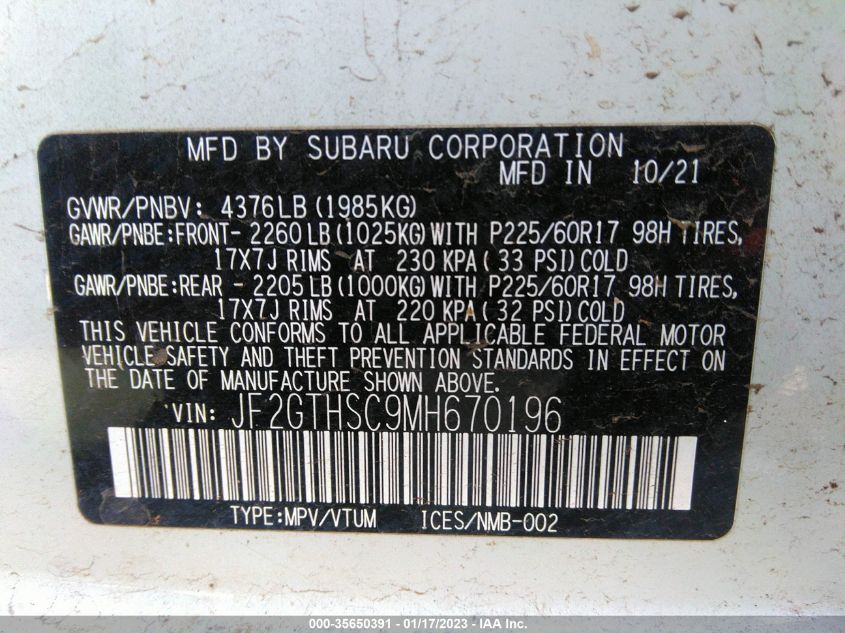 MFD BY SUBARU CORPORATION
MFD IN 10/21
GVWR/PNBV: 4376LB (1985KG)
GAWR/PNBE:FRONT- 2260LB (1025KG) WITH P225/60R17 98H TIRES,
17X7J RIMS AT 230 KPA( 33 PSI) COLD
GAWR/PNBE:REAR - 2205LB (1000KG) WITH P225/60R17 98H TIRES,
17X7J RIMS AT 220 KPA( 32 PSI) COLD
THIS VEHICLE CONFORMS TO ALL APPLICABLE FEDERAL MOTOR
VEHICLE SAFETY AND THEFT PREVENTION STANDARDS IN EFFECT ON
THE DATE OF MANUFACTURE SHOWN ABOVE.
VIN: JF2GTHSC9MH670196
TYPE:MPV/VTUM ICES/NMB-002
000-35650391 - 01/17/2023 - IAA Inc.